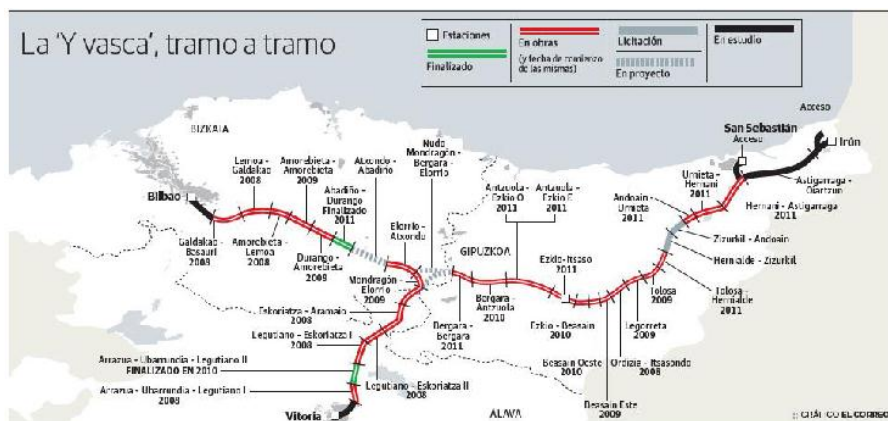 La 'Y vasca', tramo a tramo
Estaciones
Finalizado
En obras
(y fecha de comienzo
de las mismas)
Licitación
En proyecto
En estudio
BIZKAIA
Bilbao
Galdakao -
Basauri
2008
Lemoa -
Galdakao
2008
Amorebieta -
Lemoa
2008
Amorebieta -
Amorebieta
2009
Durango -
Amorebieta
2009
Abadiño -
Durango
Finalizado
2011
Atxondo -
Abadiño
Elorrio -
Atxondo
Nudo
Mondragón -
Bergara -
Elorrio
Mondragón -
Elorrio
2009
Eskoriatza - Aramaio
2008
Legutiano - Eskoriatza I
2008
Legutiano - Eskoriatza II
2008
Arrazua - Ubarrundia - Legutiano II
FINALIZADO EN 2010
Arrazua - Ubarrundia - Legutiano I
2008
Vitoria
ALAVA
GIPUZKOA
Bergara -
Bergara
2011
Bergara -
Antzuola
2010
Antzuola -
Ezkio O
2011
Antzuola -
Ezkio E
2011
Ezkio - Itsaso
2011
Ezkio - Beasain
2010
Beasain Oeste
2010
Beasain Este
2009
Ordizia - Itsasondo
2008
Legorreta
2009
Tolosa
2009
Tolosa -
Hernialde
2011
Hernialde - Zizurkil
Zizurkil - Andoain
Andoain -
Urnieta
2011
Urnieta -
Hernani
2011
Hernani - Astigarraga
2011
Astigarraga -
Oiartzun
San Sebastián
Acceso
Acceso
Irún
:: GRÁFICO EL CORREO